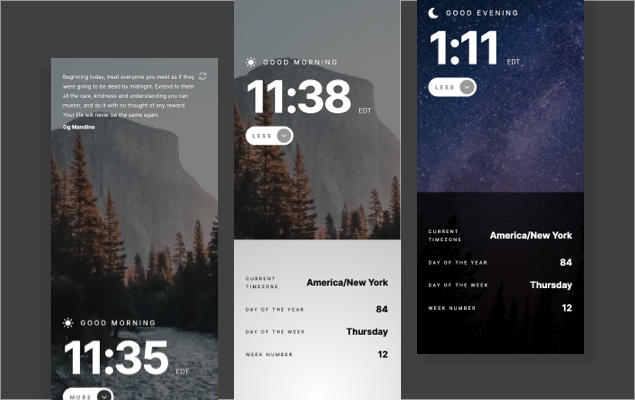 Beginning today, treat everyone you meet as if they
were going to be dead by midnight. Extend to them
all the care, kindness and understanding you can
muster, and do it with no thought of any reward.
Your life will never be the same again.
Og Mandino
GOOD MORNING
11:35 EDT
MORE
GOOD MORNING
11:38 EDT
LESS
CURRENT
TIMEZONE
America/New York
DAY OF THE YEAR 84
DAY OF THE WEEK Thursday
WEEK NUMBER 12
GOOD EVENING
1:11 EDT
LESS
CURRENT
TIMEZONE
America/New York
DAY OF THE YEAR 84
DAY OF THE WEEK Thursday
WEEK NUMBER 12